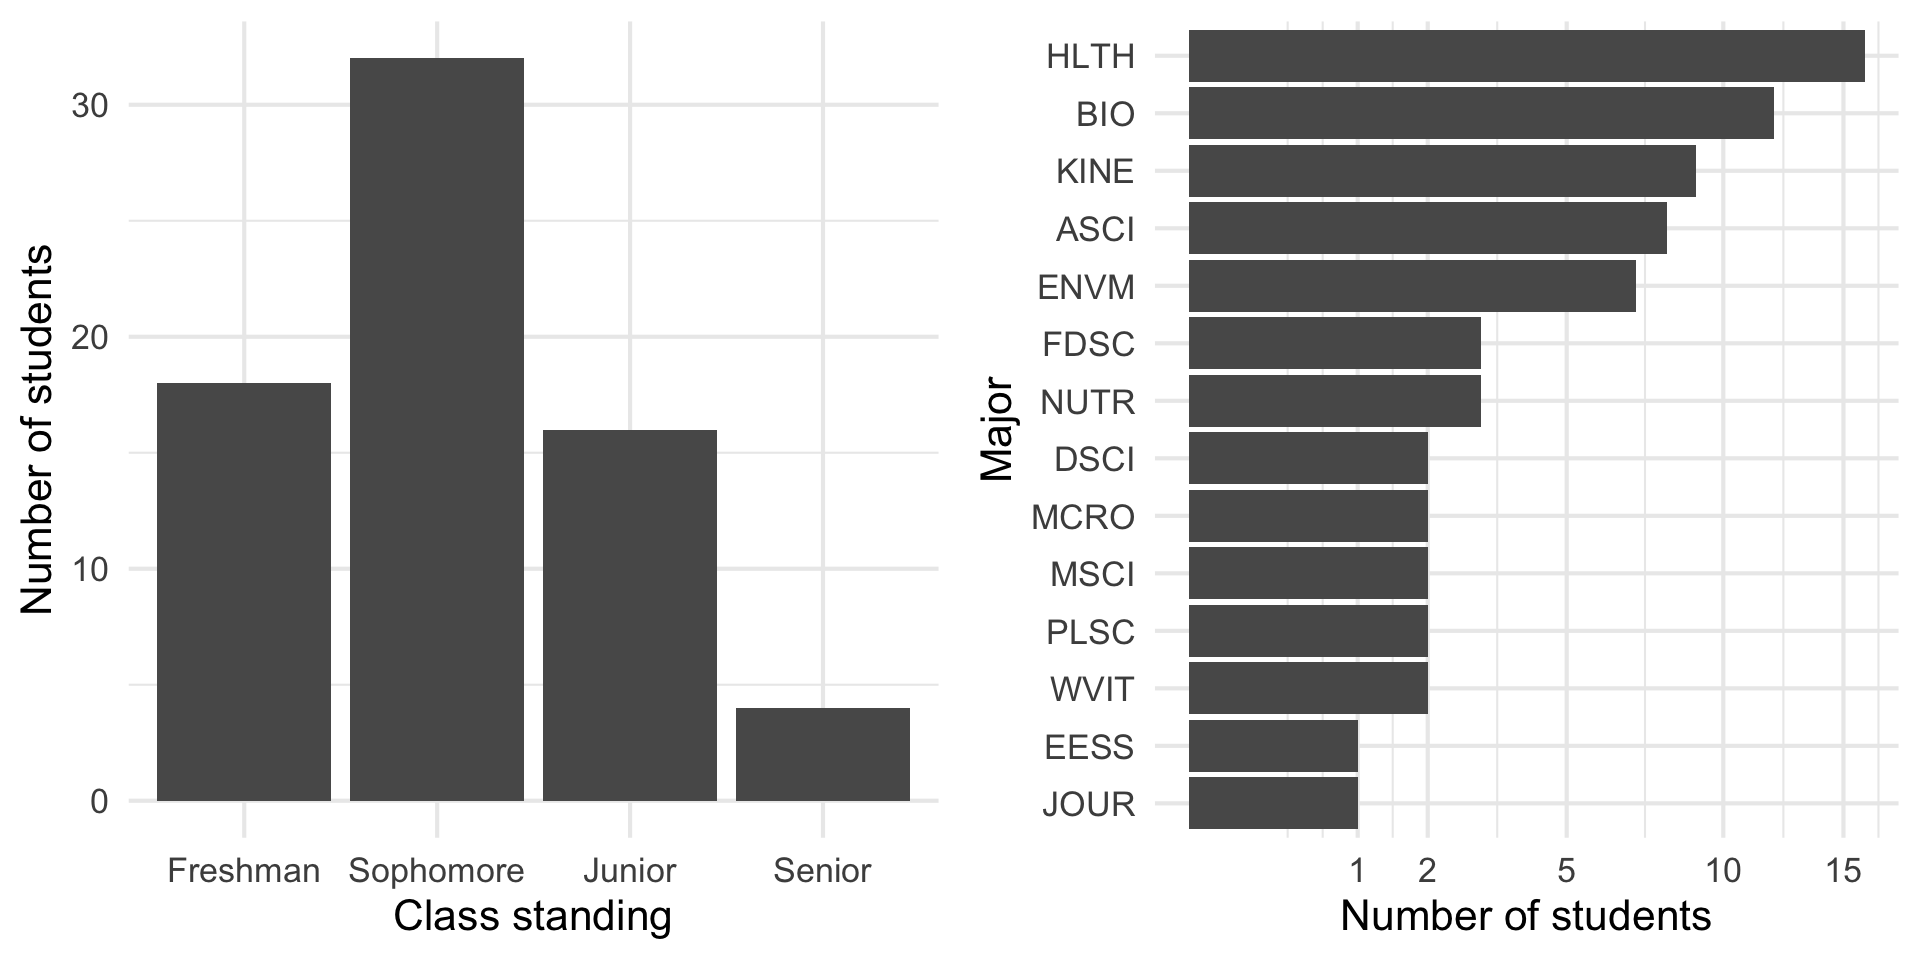 Number of students
30
20
10
0
Freshman Sophomore Junior Senior
Class standing
Major
HLTH
BIO
KINE
ASCI
ENVM
FDSC
NUTR
DSCI
MCRO
MSCI
PLSC
WVIT
EESS
JOUR
1 2 5 10 15
Number of students